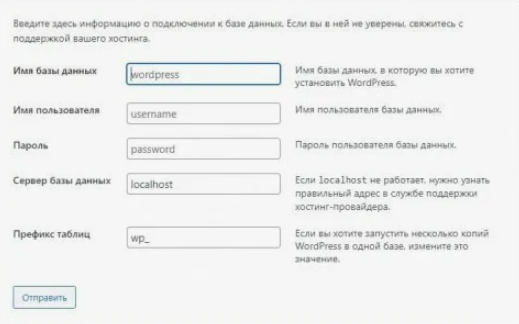 Введите здесь информацию о подключении к базе данных. Если вы в ней не уверены, свяжитесь с
поддержкой вашего хостинга.
Имя базы данных
wordpress
Имя базы данных, в которую вы хотите
установить WordPress.
Имя пользователя
username
Имя пользователя базы данных.
Пароль
password
Пароль пользователя базы данных.
Сервер базы данных
localhost
Если localhost не работает, нужно узнать
правильный адрес в службе поддержки
хостинг-провайдера.
Префикс таблиц
wp_
Если вы хотите запустить несколько копий
WordPress в одной базе, измените это
значение.
Отправить